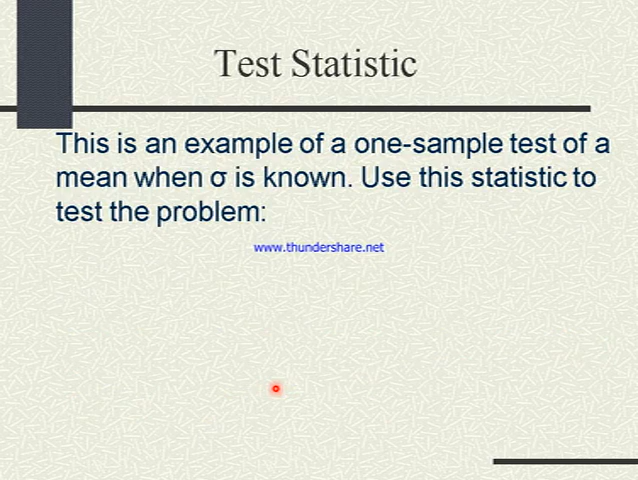 Test Statistic
This is an example of a one-sample test of a
mean when σ is known. Use this statistic to
test the problem:
www.thundershare.net